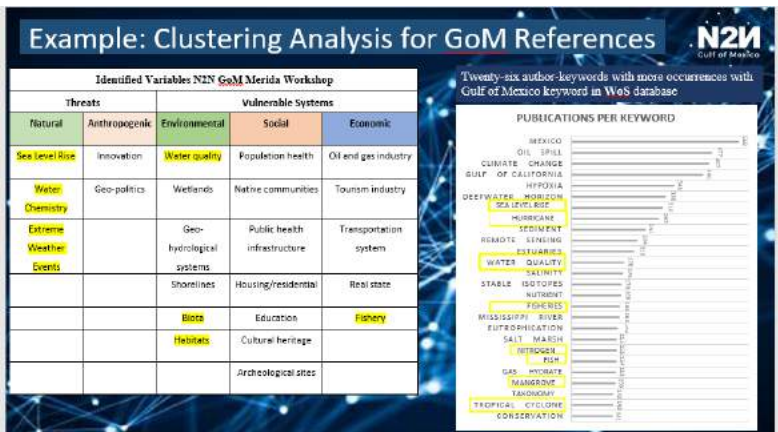 Example: Clustering Analysis for GoM References
N2N
Gulf of Mexico
Identified Variables N2N GoM Merida Workshop
Threats
Vulnerable Systems
Natural
Anthropogenic
Environmental
Social
Economic
Sea Level Rise
Innovation
Water quality
Population health
Oil and gas industry
Water
Chemistry
Geo-politics
Wetlands
Native communities
Tourism industry
Extreme
Weather
Events
Geo-
hydrological
systems
Public health
infrastructure
Transportation
system
Shorelines
Housing/residential
Real state
Biota
Education
Fishery
Habitats
Cultural heritage
Archeological sites
Twenty-six author-keywords with more occurrences with
Gulf of Mexico keyword in WoS database
PUBLICATIONS PER KEYWORD
MEXICO
OIL SPILL
CLIMATE CHANGE
GULF OF CALIFORNIA
HYPOXIA
DEEPWATER HORIZON
SEA LEVEL RISE
HURRICANE
SEDIMENT
REMOTE SENSING
ESTUARIES
WATER QUALITY
SALINITY
STABLE ISOTOPES
NUTRIENT
FISHERIES
MISSISSIPPI RIVER
EUTROPHICATION
SALT MARSH
NITROGEN
FISH
GAS HYDRATE
MANGROVE
TAXONOMY
TROPICAL CYCLONE
CONSERVATION